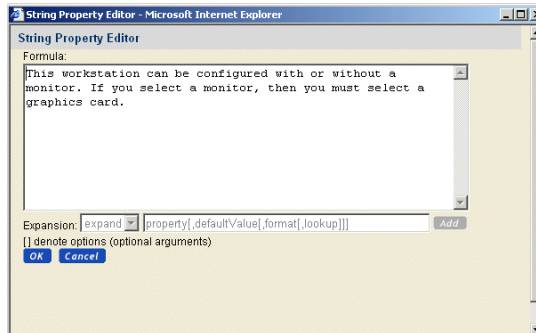 String Property Editor - Microsoft Internet Explorer
String Property Editor
Formula:
This workstation can be configured with or without a
monitor. If you select a monitor, then you must select a
graphics card.
Expansion: expand property[,defaultValue[,format[,lookup]]] Add
[] denote options (optional arguments)
OK Cancel